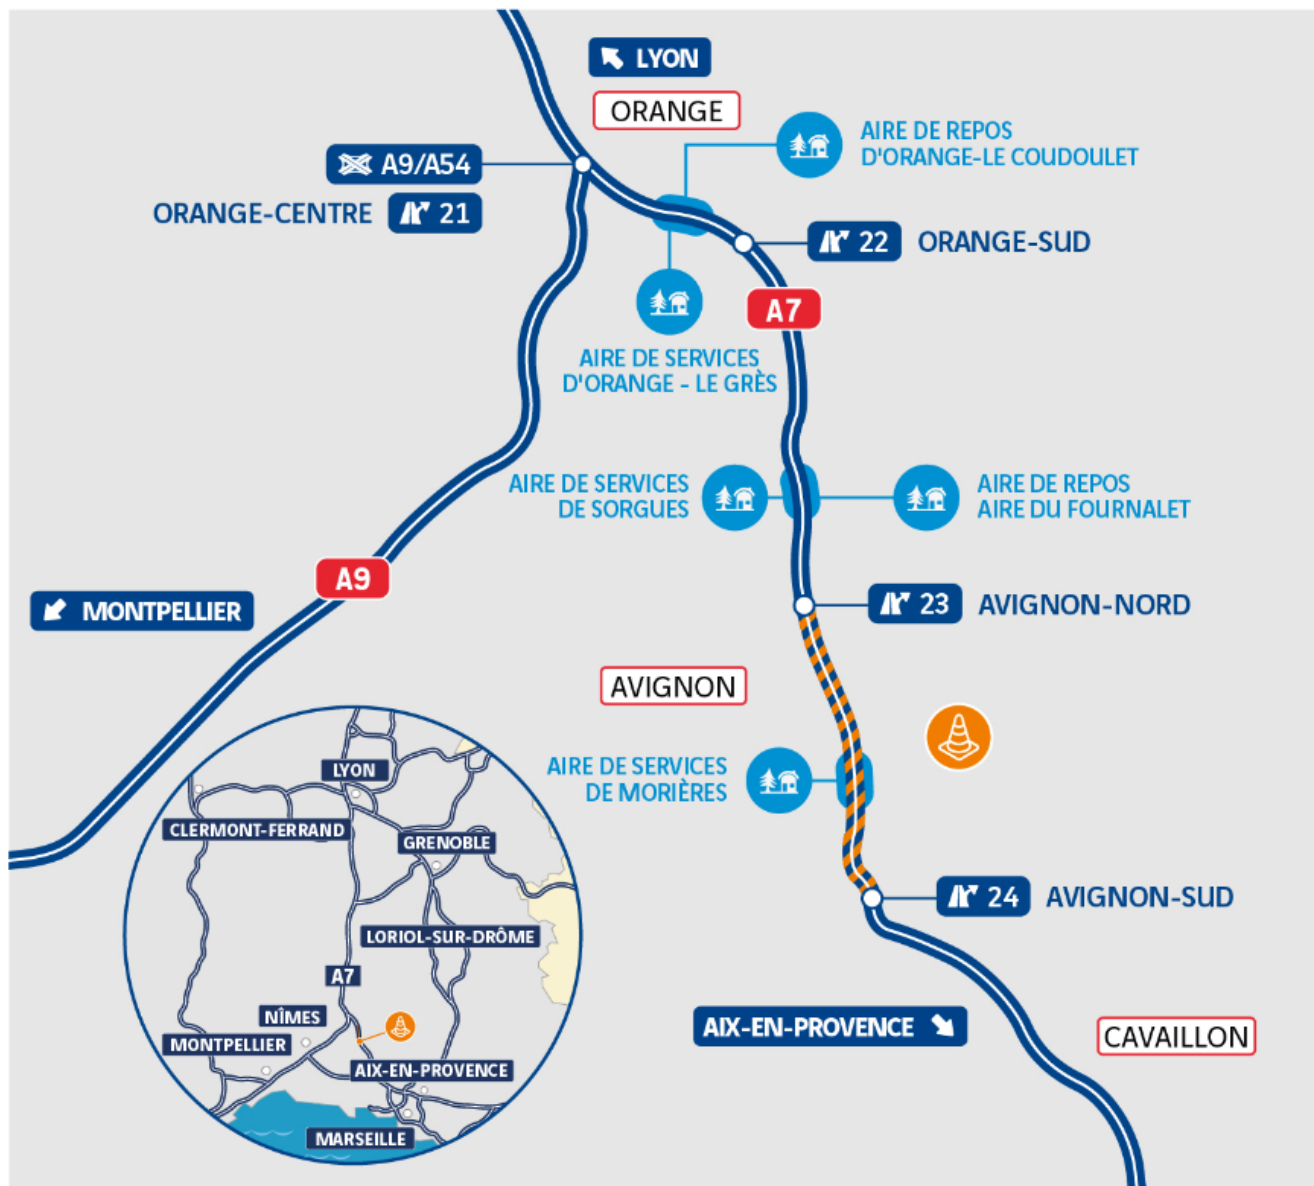 LYON
ORANGE
AIRE DE REPOS
D'ORANGE-LE COUDOULET
A9/A54
ORANGE-CENTRE 21
22 ORANGE-SUD
A7
AIRE DE SERVICES
D'ORANGE - LE GRÈS
AIRE DE SERVICES
DE SORGUES
AIRE DE REPOS
AIRE DU FOURNALET
A9
MONTPELLIER
23 AVIGNON-NORD
AVIGNON
AIRE DE SERVICES
DE MORIÈRES
24 AVIGNON-SUD
AIX-EN-PROVENCE
CAVAILLON
LYON
CLERMONT-FERRAND
GRENOBLE
LORIOL-SUR-DRÔME
A7
NÎMES
MONTPELLIER
AIX-EN-PROVENCE
MARSEILLE